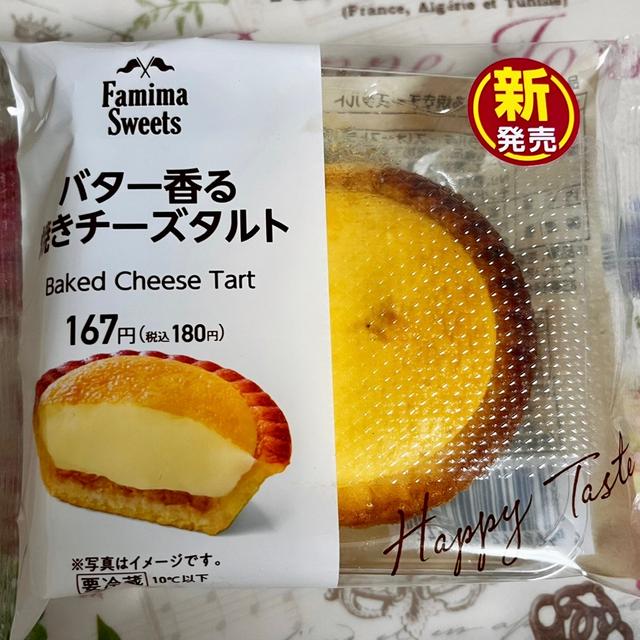 (France, Algérie et Tunisie)
Famima
Sweets
新
発売
バター香る
焼きチーズタルト
Baked Cheese Tart
167円(税込180円)
Happy Taste
※写真はイメージです。
要冷蔵 10℃以下